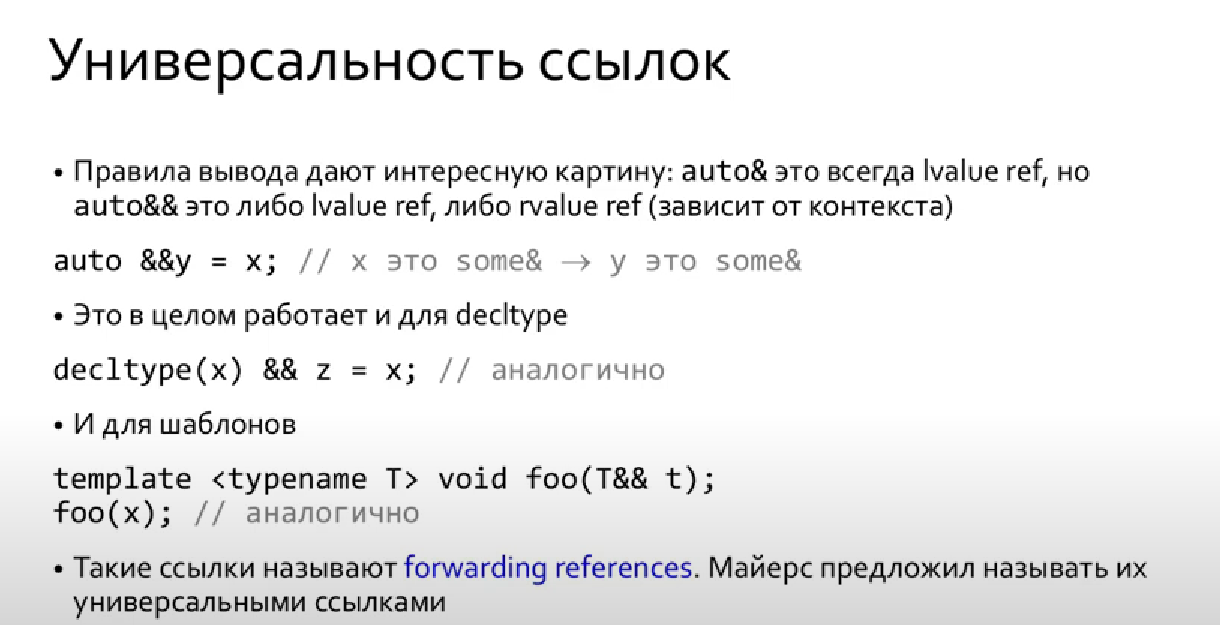 Универсальность ссылок
• Правила вывода дают интересную картину: auto& это всегда lvalue ref, но
auto&& это либо lvalue ref, либо rvalue ref (зависит от контекста)
auto &&y = x; // x это some& → y это some&
• Это в целом работает и для decltype
decltype(x) && z = x; // аналогично
• И для шаблонов
template <typename T> void foo(T&& t);
foo(x); // аналогично
• Такие ссылки называют forwarding references. Майерс предложил называть их
универсальными ссылками